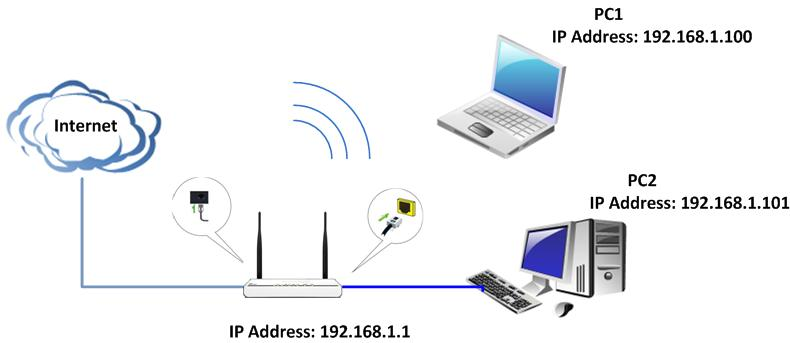 PC1
IP Address: 192.168.1.100
Internet
PC2
IP Address: 192.168.1.101
IP Address: 192.168.1.1